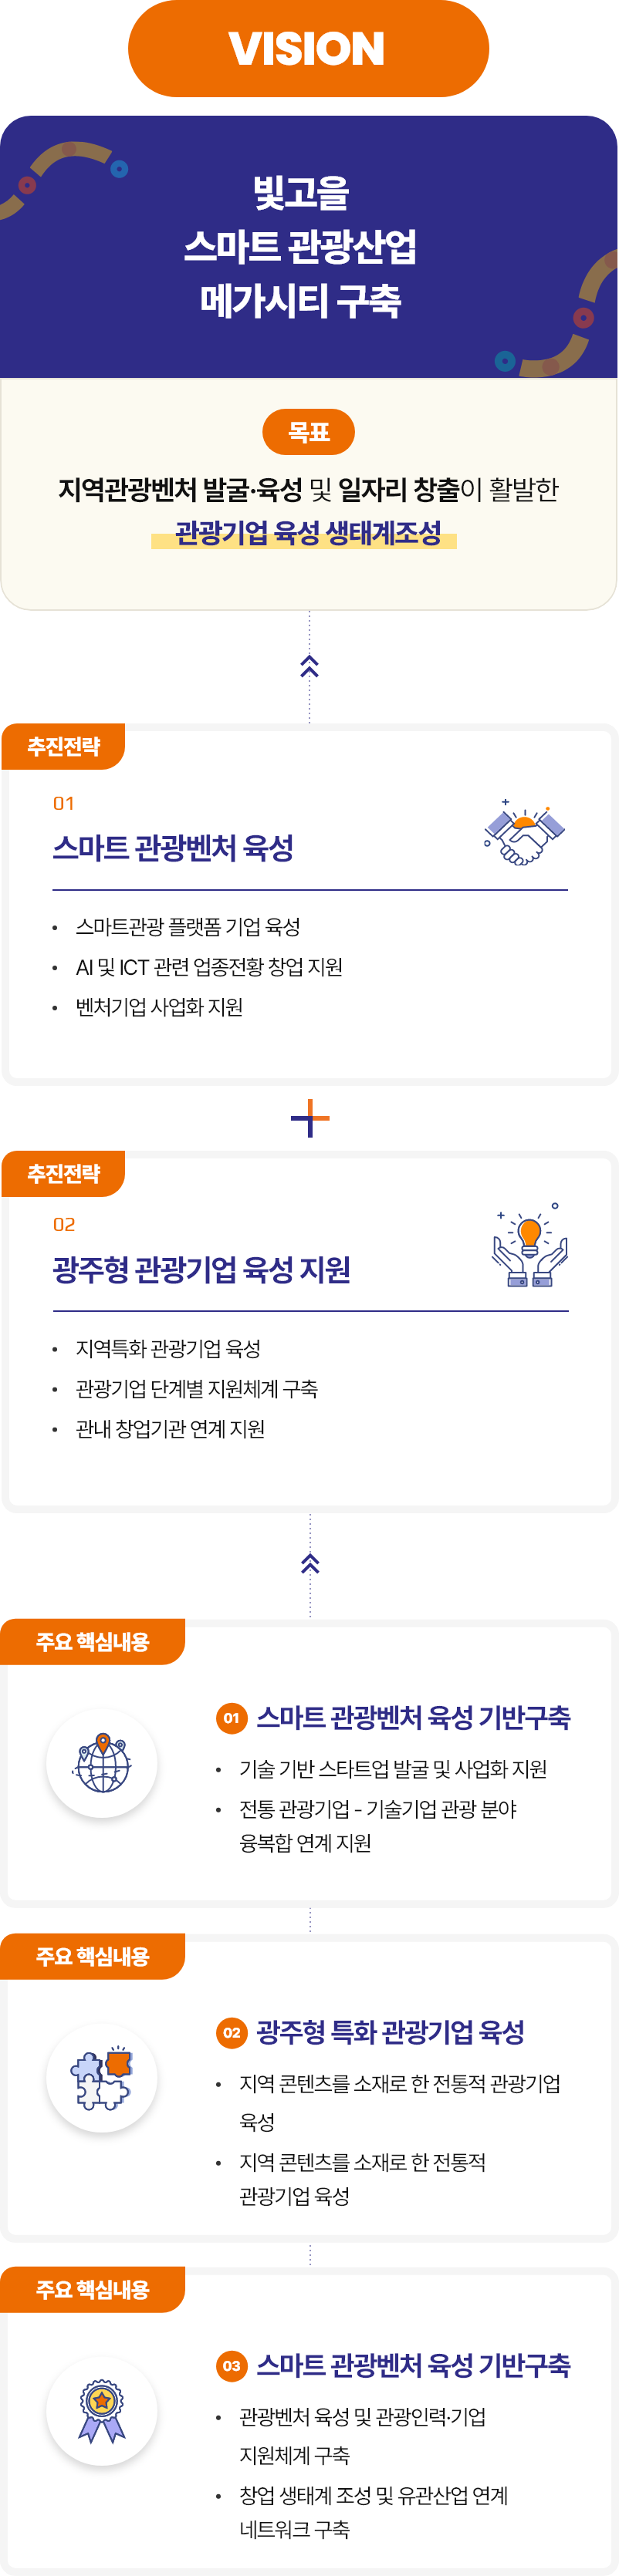 VISION
빛고을
스마트 관광산업
메가시티 구축
목표
지역관광벤처 발굴·육성 및 일자리 창출이 활발한
관광기업 육성 생태계조성
추진전략
01
스마트 관광벤처 육성
• 스마트관광 플랫폼 기업 육성
• AI 및 ICT 관련 업종전황 창업 지원
• 벤처기업 사업화 지원
추진전략
02
광주형 관광기업 육성 지원
• 지역특화 관광기업 육성
• 관광기업 단계별 지원체계 구축
• 관내 창업기관 연계 지원
주요 핵심내용
01 스마트 관광벤처 육성 기반구축
• 기술 기반 스타트업 발굴 및 사업화 지원
• 전통 관광기업 - 기술기업 관광 분야
융복합 연계 지원
주요 핵심내용
02 광주형 특화 관광기업 육성
• 지역 콘텐츠를 소재로 한 전통적 관광기업
육성
• 지역 콘텐츠를 소재로 한 전통적
관광기업 육성
주요 핵심내용
03 스마트 관광벤처 육성 기반구축
• 관광벤처 육성 및 관광인력·기업
지원체계 구축
• 창업 생태계 조성 및 유관산업 연계
네트워크 구축